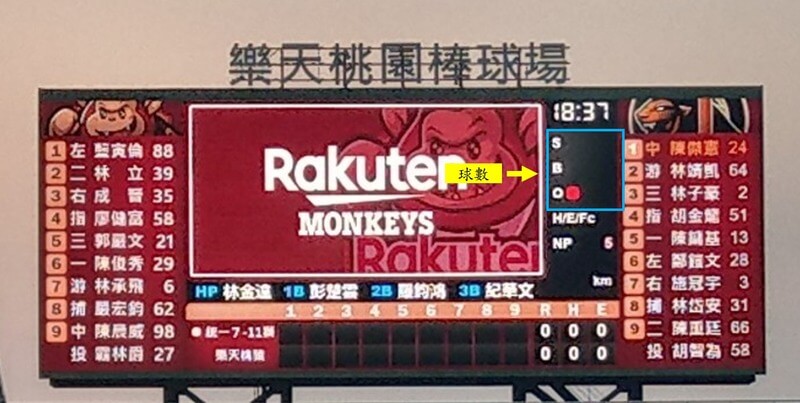 樂天桃園棒球場
18:37
1 左 藍寅倫 88
2 二 林立 39
3 右 成晉 35
4 指 廖健富 58
5 三 郭嚴文 21
6 一 陳俊秀 29
7 游 林承飛 6
8 捕 嚴宏鈞 62
9 中 陳晨威 98
投 霸林爵 27
Rakuten
MONKEYS
Rakuten
球數
S
B
O
H/E/Fc
NP 5
km
1 中 陳傑憲 24
2 游 林靖凱 64
3 三 林子豪 2
4 指 胡金龍 51
5 一 陳鏞基 13
6 左 鄭鎧文 28
7 右 施冠宇 3
8 捕 林岱安 31
9 二 陳重廷 66
投 胡智為 58
HP 林金達 1B 彭楚雲 2B 羅鈞鴻 3B 紀華文
1 2 3 4 5 6 7 8 9 R H E
統一7-11獅 0 0 0
樂天桃猿 0 0 0